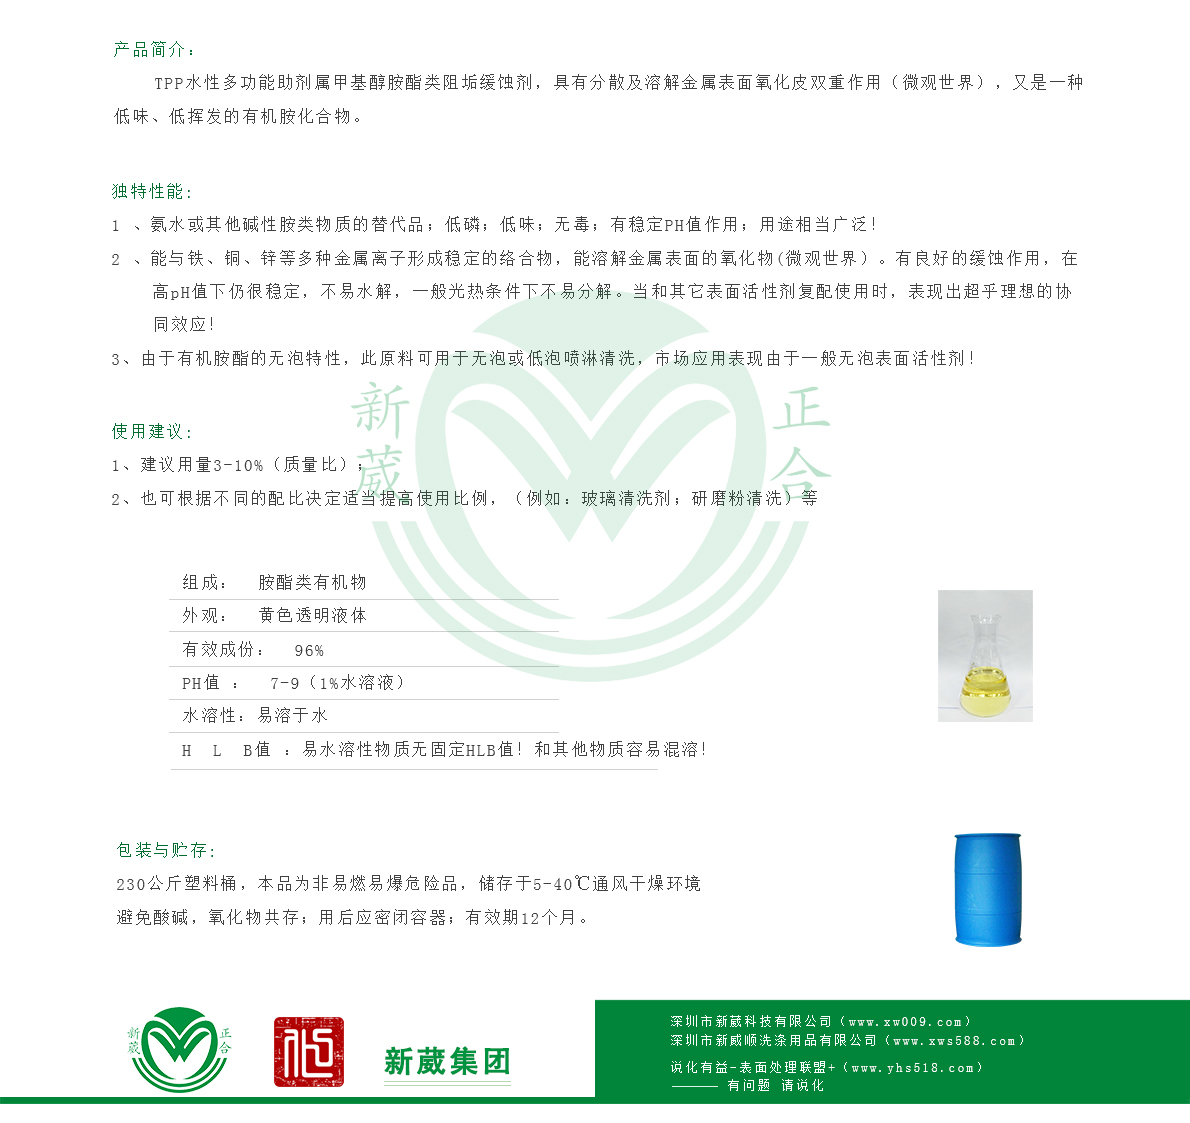 产品简介：
TPP水性多功能助剂属甲基醇胺酯类阻垢缓蚀剂，具有分散及溶解金属表面氧化皮双重作用（微观世界），又是一种
低味、低挥发的有机胺化合物。
独特性能：
1 、氨水或其他碱性胺类物质的替代品；低磷；低味；无毒；有稳定PH值作用；用途相当广泛！
2 、能与铁、铜、锌等多种金属离子形成稳定的络合物，能溶解金属表面的氧化物(微观世界）。有良好的缓蚀作用，在
高pH值下仍很稳定，不易水解，一般光热条件下不易分解。当和其它表面活性剂复配使用时，表现出超乎理想的协
同效应！
3、由于有机胺酯的无泡特性，此原料可用于无泡或低泡喷淋清洗，市场应用表现由于一般无泡表面活性剂！
新葳 正合
使用建议：
1、建议用量3-10%（质量比）；
2、也可根据不同的配比决定适当提高使用比例，（例如：玻璃清洗剂；研磨粉清洗）等
组成： 胺酯类有机物
外观： 黄色透明液体
有效成份： 96%
PH值 ： 7-9（1%水溶液）
水溶性：易溶于水
H L B值 ：易水溶性物质无固定HLB值！和其他物质容易混溶！
包装与贮存：
230公斤塑料桶，本品为非易燃易爆危险品，储存于5-40℃通风干燥环境
避免酸碱，氧化物共存；用后应密闭容器；有效期12个月。
新葳 正合
新葳集团
深圳市新葳科技有限公司（www.xw009.com）
深圳市新威顺洗涤用品有限公司（www.xws588.com）
说化有益-表面处理联盟+（www.yhs518.com）
——— 有问题 请说化